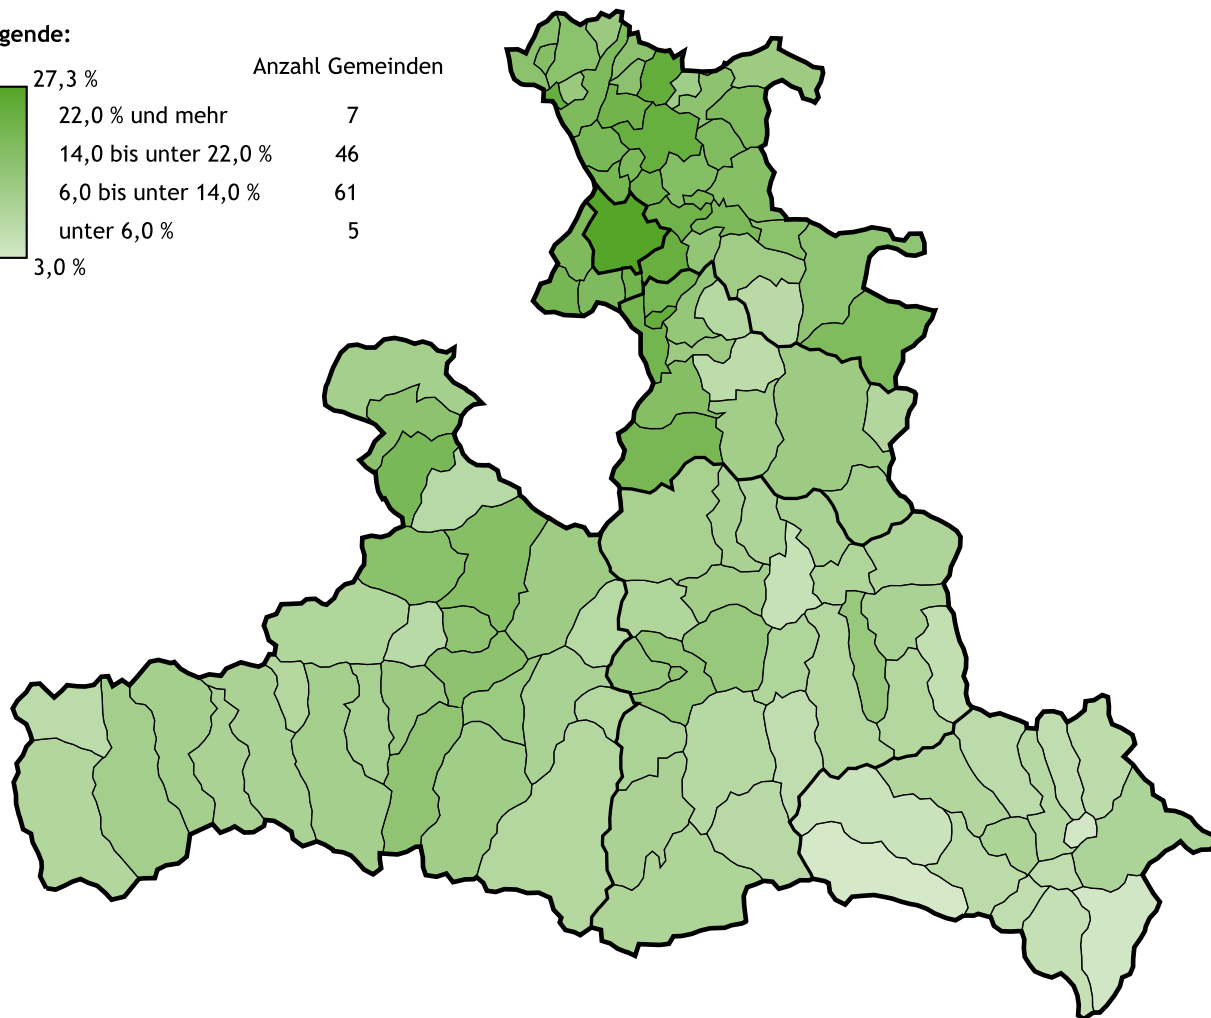 gende:
Anzahl Gemeinden
27,3 %
22,0 % und mehr 7
14,0 bis unter 22,0 % 46
6,0 bis unter 14,0 % 61
unter 6,0 % 5
3,0 %